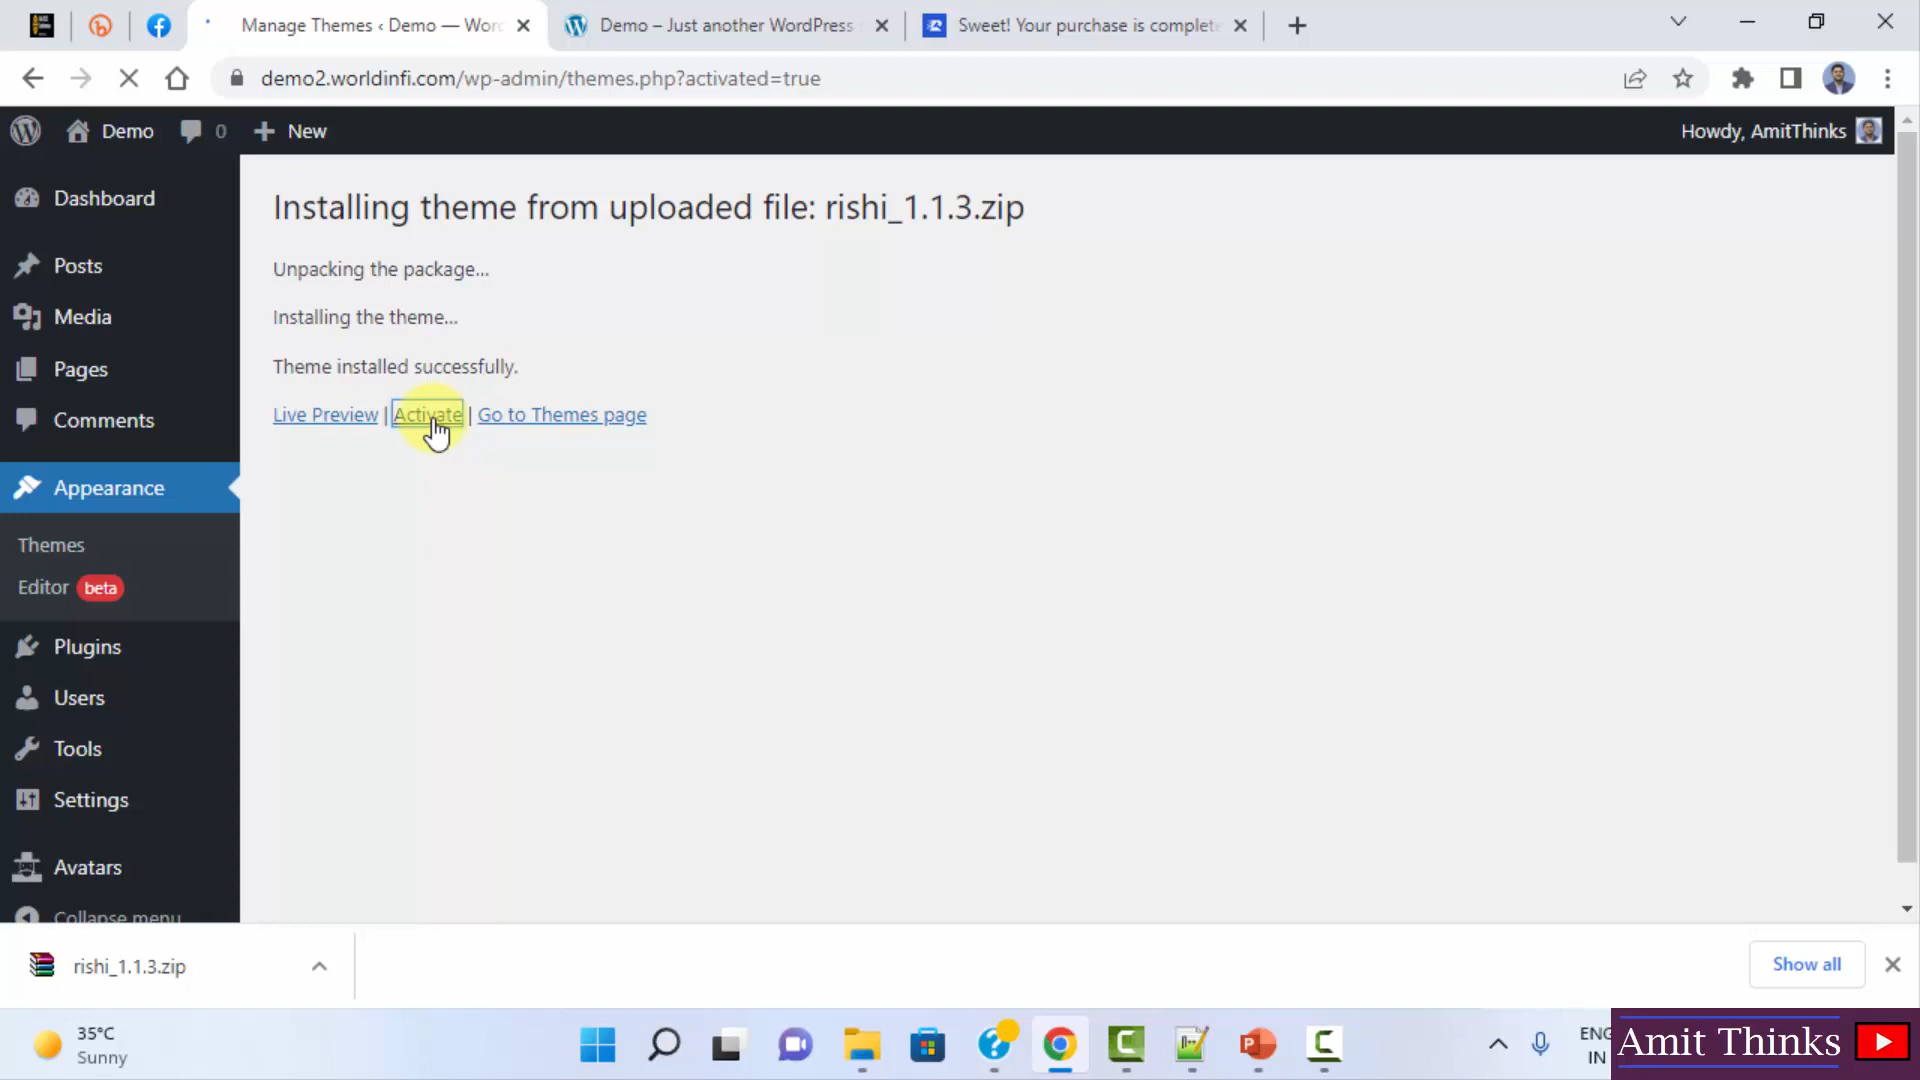 Manage Themes ‹ Demo — Worc
Demo – Just another WordPress
Sweet! Your purchase is complete
demo2.worldinfi.com/wp-admin/themes.php?activated=true
Demo
0
New
Howdy, AmitThinks
Dashboard
Posts
Media
Pages
Comments
Appearance
Themes
Editor beta
Plugins
Users
Tools
Settings
Avatars
Collapse menu
Installing theme from uploaded file: rishi_1.1.3.zip
Unpacking the package...
Installing the theme...
Theme installed successfully.
Live Preview | Activate | Go to Themes page
rishi_1.1.3.zip
Show all
35°C
Sunny
ENG
IN
Amit Thinks